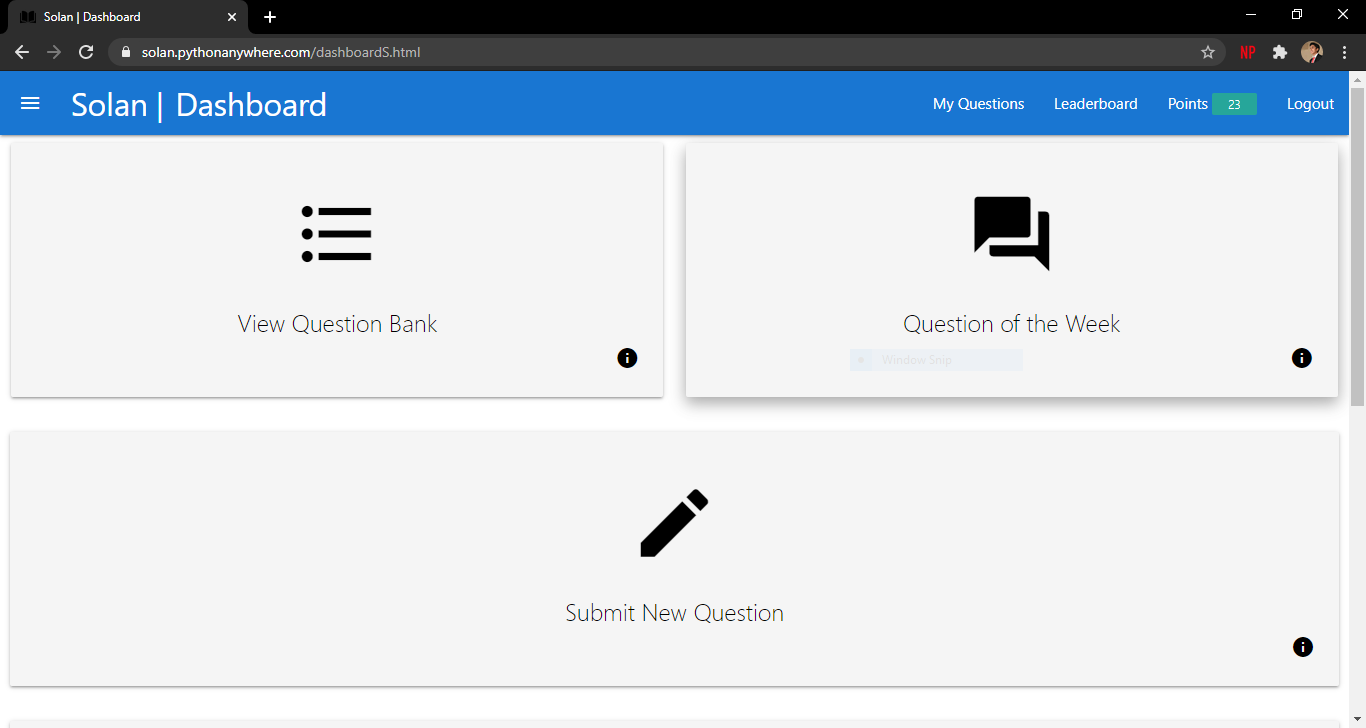 Solan | Dashboard
solan.pythonanywhere.com/dashboardS.html
NP
Solan | Dashboard
My Questions Leaderboard Points 23 Logout
View Question Bank
Question of the Week
Window Snip
Submit New Question